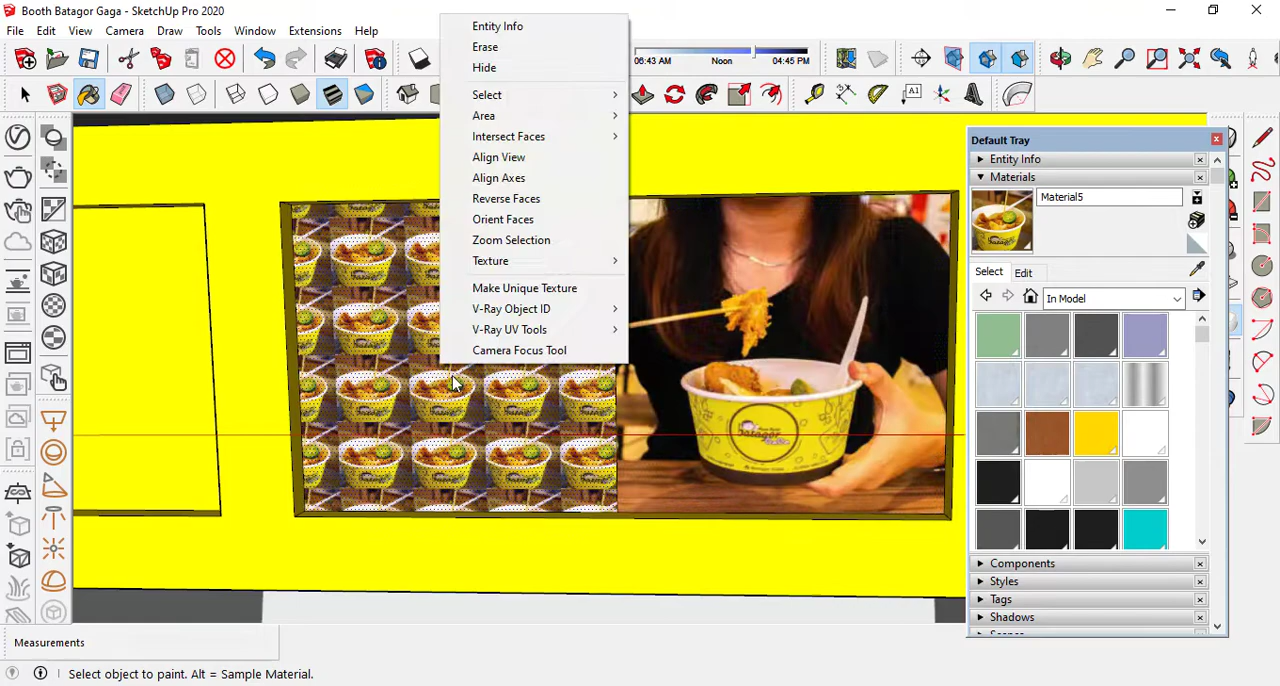 Booth Batagor Gaga - SketchUp Pro 2020
File Edit View Camera Draw Tools Window Extensions Help
06:43 AM Noon 04:45 PM
A1
Entity Info
Erase
Hide
Select
Area
Intersect Faces
Align View
Align Axes
Reverse Faces
Orient Faces
Zoom Selection
Texture
Make Unique Texture
V-Ray Object ID
V-Ray UV Tools
Camera Focus Tool
Default Tray
Entity Info
Materials
Material5
Select Edit
In Model
Components
Styles
Tags
Shadows
Measurements
Select object to paint. Alt = Sample Material.